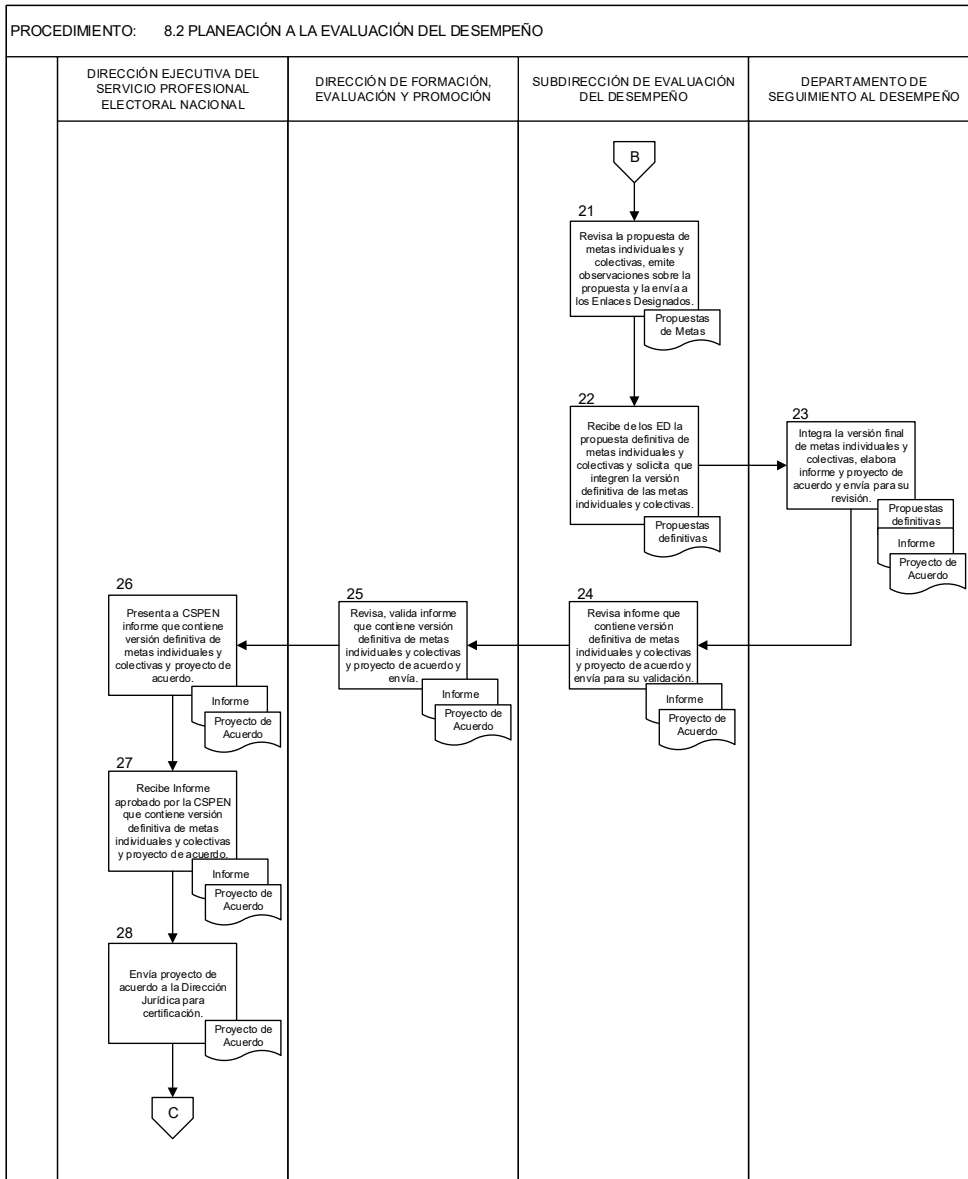 PROCEDIMIENTO: 8.2 PLANEACIÓN A LA EVALUACIÓN DEL DESEMPEÑO
DIRECCIÓN EJECUTIVA DEL
SERVICIO PROFESIONAL
ELECTORAL NACIONAL
DIRECCIÓN DE FORMACIÓN,
EVALUACIÓN Y PROMOCIÓN
SUBDIRECCIÓN DE EVALUACIÓN
DEL DESEMPEÑO
DEPARTAMENTO DE
SEGUIMIENTO AL DESEMPEÑO
B
21
Revisa la propuesta de
metas individuales y
colectivas, emite
observaciones sobre la
propuesta y la envía a
los Enlaces Designados.
Propuestas
de Metas
22
Recibe de los ED la
propuesta definitiva de
metas individuales y
colectivas y solicita que
integren la versión
definitiva de las metas
individuales y colectivas.
Propuestas
definitivas
23
Integra la versión final
de metas individuales y
colectivas, elabora
informe y proyecto de
acuerdo y envía para su
revisión.
Propuestas
definitivas
Informe
Proyecto de
Acuerdo
24
Revisa informe que
contiene versión
definitiva de metas
individuales y colectivas
y proyecto de acuerdo y
envía para su validación.
Informe
Proyecto de
Acuerdo
25
Revisa, valida informe
que contiene versión
definitiva de metas
individuales y colectivas
y proyecto de acuerdo y
envía.
Informe
Proyecto de
Acuerdo
26
Presenta a CSPEN
informe que contiene
versión definitiva de
metas individuales y
colectivas y proyecto de
acuerdo.
Informe
Proyecto de
Acuerdo
27
Recibe Informe
aprobado por la CSPEN
que contiene versión
definitiva de metas
individuales y colectivas
y proyecto de acuerdo.
Informe
Proyecto de
Acuerdo
28
Envía proyecto de
acuerdo a la Dirección
Jurídica para
certificación.
Proyecto de
Acuerdo
C